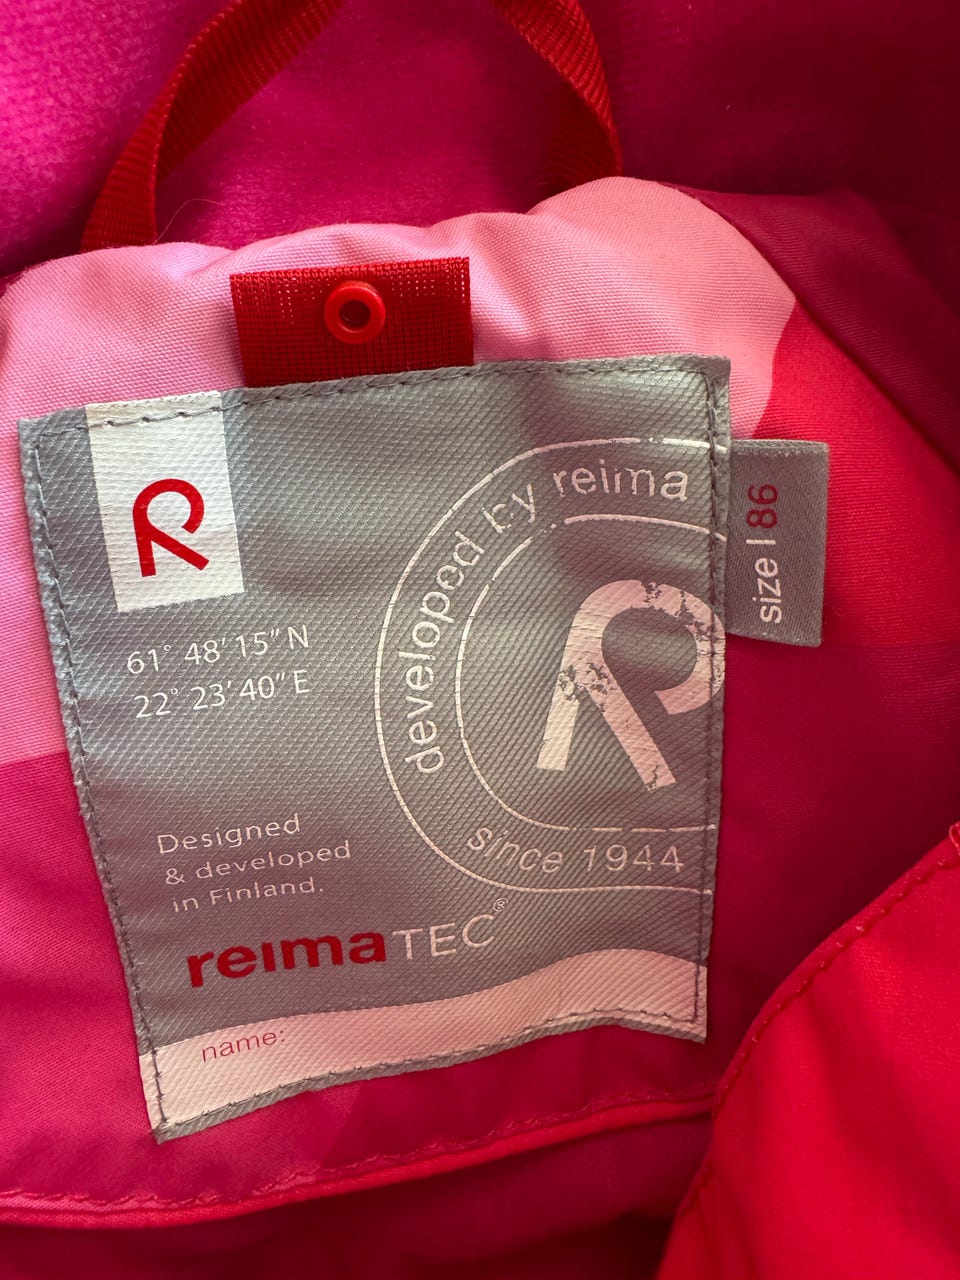 R
61° 48' 15" N
22° 23' 40" E
developed by reima
R
since 1944
size | 86
Designed
& developed
in Finland.
reimaTEC®
name: